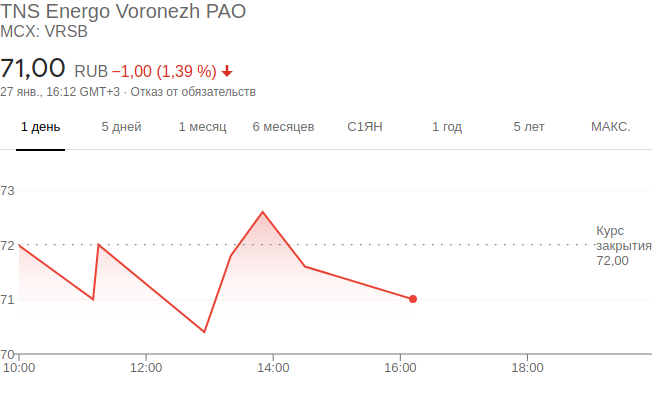 TNS Energo Voronezh PAO
MCX: VRSB
71,00 RUB −1,00 (1,39 %)
27 янв., 16:12 GMT+3 · Отказ от обязательств
1 день 5 дней 1 месяц 6 месяцев С1ЯН 1 год 5 лет МАКС.
73
Курс
72 закрытия
72,00
71
70
10:00 12:00 14:00 16:00 18:00